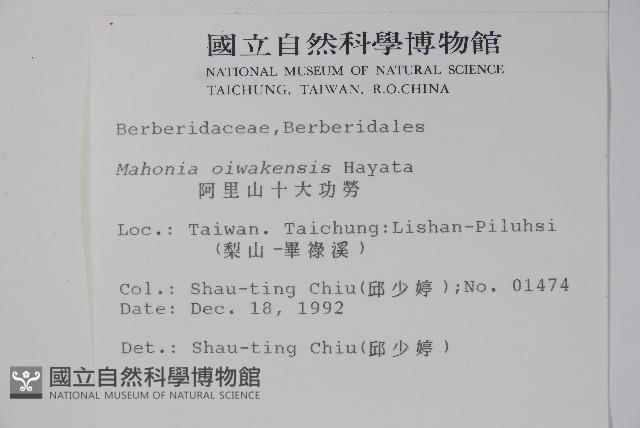 國立自然科學博物館
NATIONAL MUSEUM OF NATURAL SCIENCE
TAICHUNG, TAIWAN, R.O.CHINA
Berberidaceae,Berberidales
Mahonia oiwakensis Hayata
阿里山十大功勞
Loc.: Taiwan. Taichung:Lishan-Piluhsi
(梨山-畢祿溪)
Col.: Shau-ting Chiu(邱少婷);No. 01474
Date: Dec. 18, 1992
Det.: Shau-ting Chiu(邱少婷)
國立自然科學博物館
NATIONAL MUSEUM OF NATURAL SCIENCE